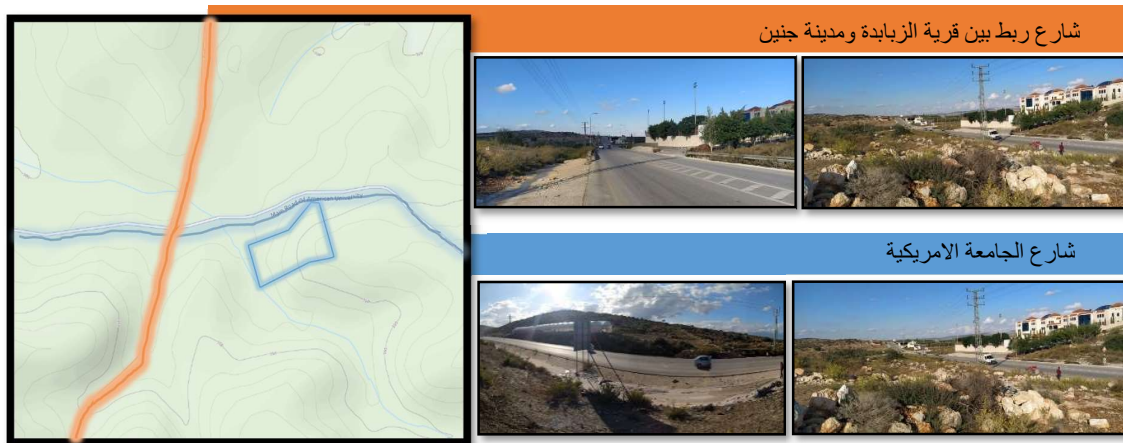 شارع ربط بين قرية الزبابدة ومدينة جنين
شارع الجامعة الامريكية